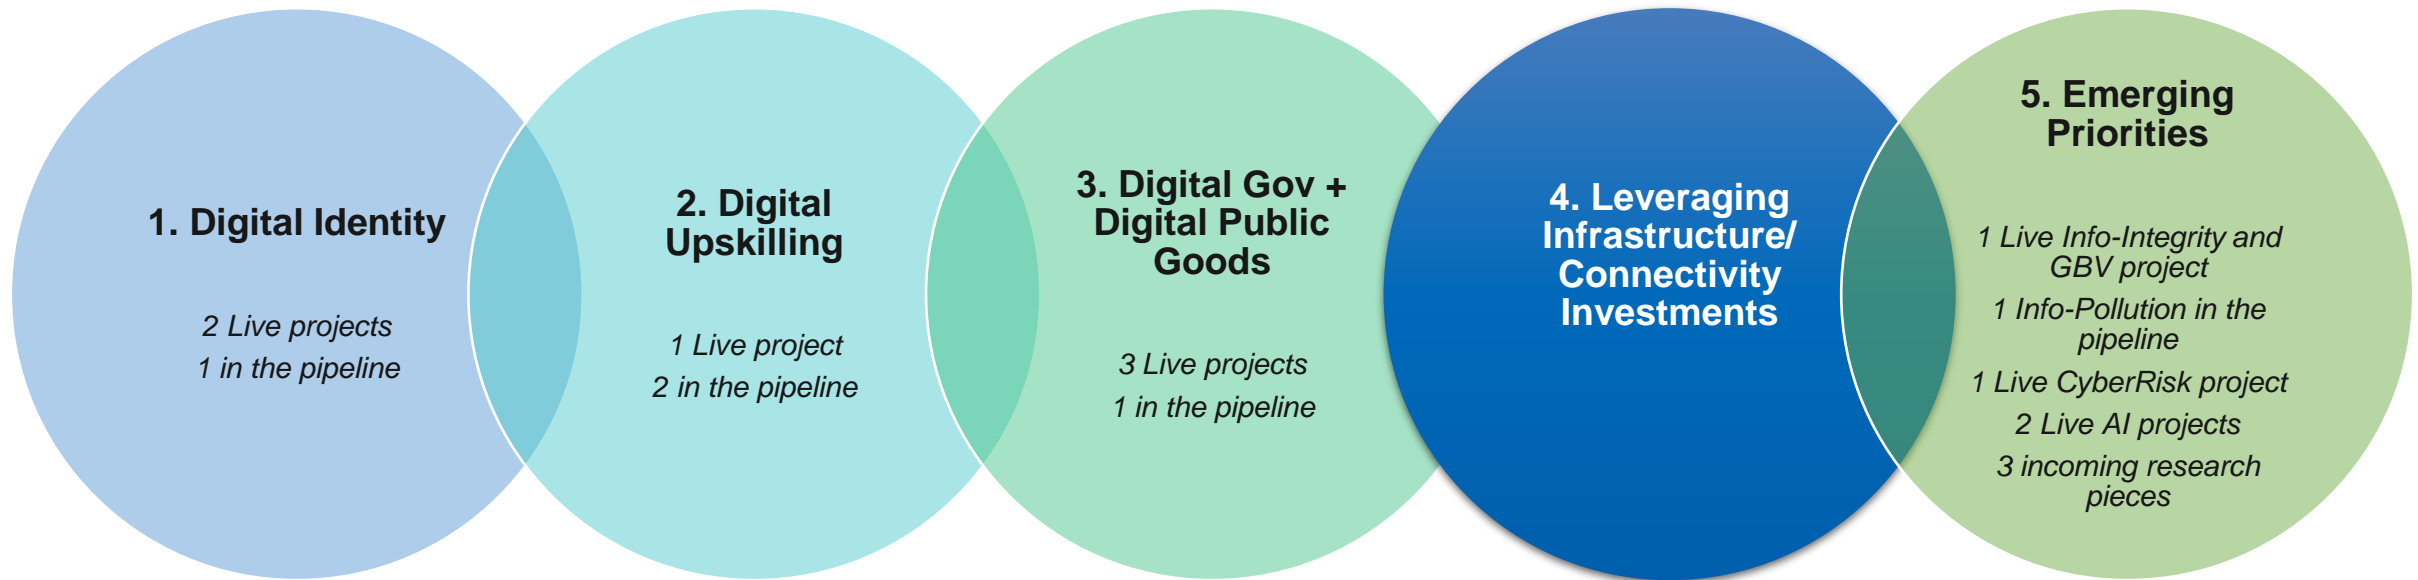 1. Digital Identity
2 Live projects
1 in the pipeline
2. Digital
Upskilling
1 Live project
2 in the pipeline
3. Digital Gov +
Digital Public
Goods
3 Live projects
1 in the pipeline
4. Leveraging
Infrastructure/
Connectivity
Investments
5. Emerging
Priorities
1 Live Info-Integrity and
GBV project
1 Info-Pollution in the
pipeline
1 Live CyberRisk project
2 Live AI projects
3 incoming research
pieces